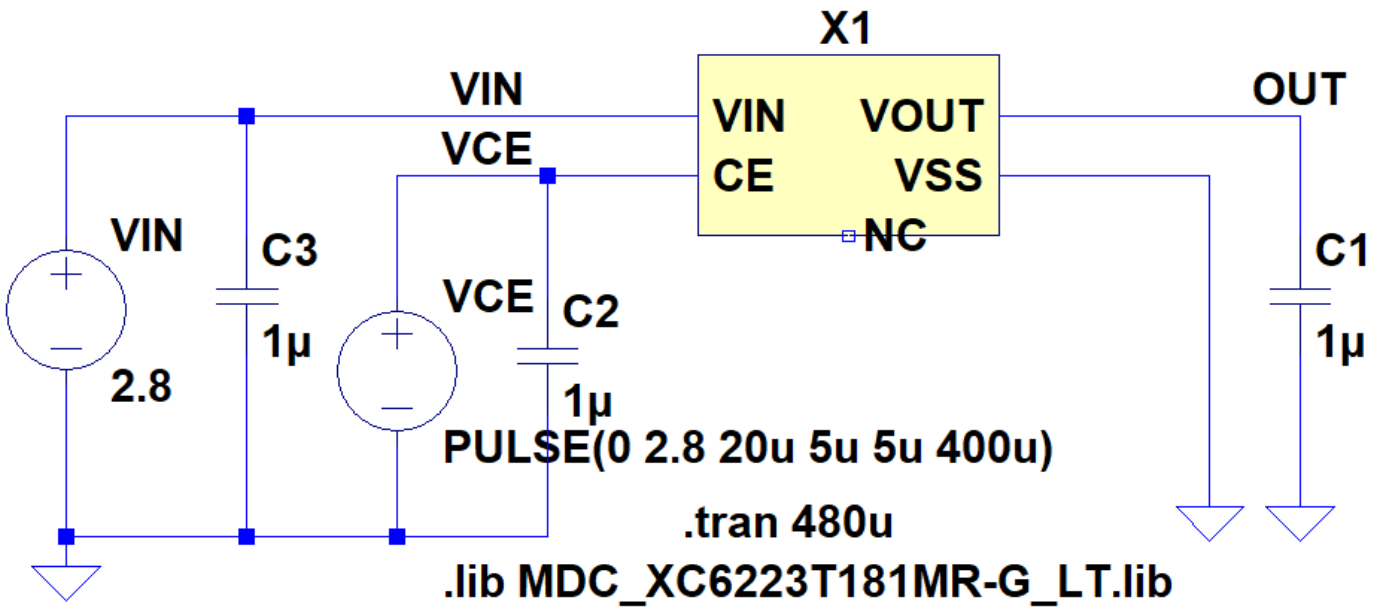 X1
VIN
OUT
VIN
VOUT
VCE
CE
VSS
VIN
NC
C3
C1
VCE
C2
1µ
1µ
2.8
1µ
PULSE(0 2.8 20u 5u 5u 400u)
.tran 480u
.lib MDC_XC6223T181MR-G_LT.lib